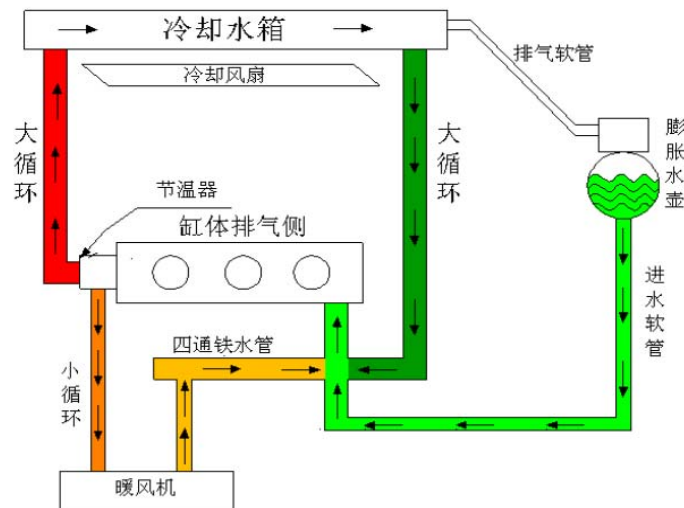 冷却水箱
排气软管
冷却风扇
大循环
大循环
膨胀水壶
节温器
缸体排气侧
进水软管
四通铁水管
小循环
暖风机